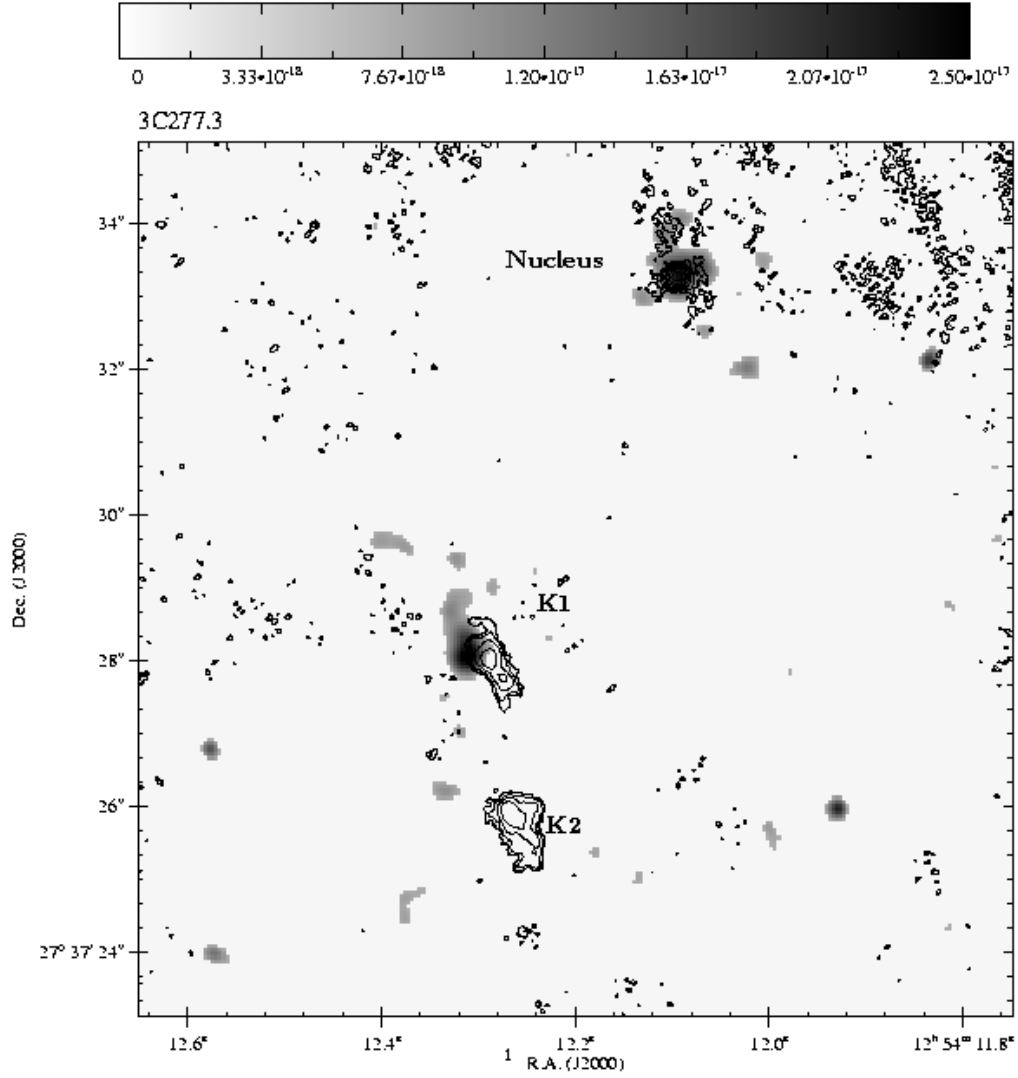 0 3.33•10⁻¹⁸ 7.67•10⁻¹⁸ 1.20•10⁻¹⁷ 1.63•10⁻¹⁷ 2.07•10⁻¹⁷ 2.50•10⁻¹⁷
3C277.3
34"
Nucleus
32"
30"
Dec. (J2000)
K1
28"
26"
K2
27° 37' 24"
12.6ˢ 12.4ˢ 12.2ˢ 12.0ˢ 12ʰ 54ᵐ 11.8ˢ
1
R.A. (J2000)